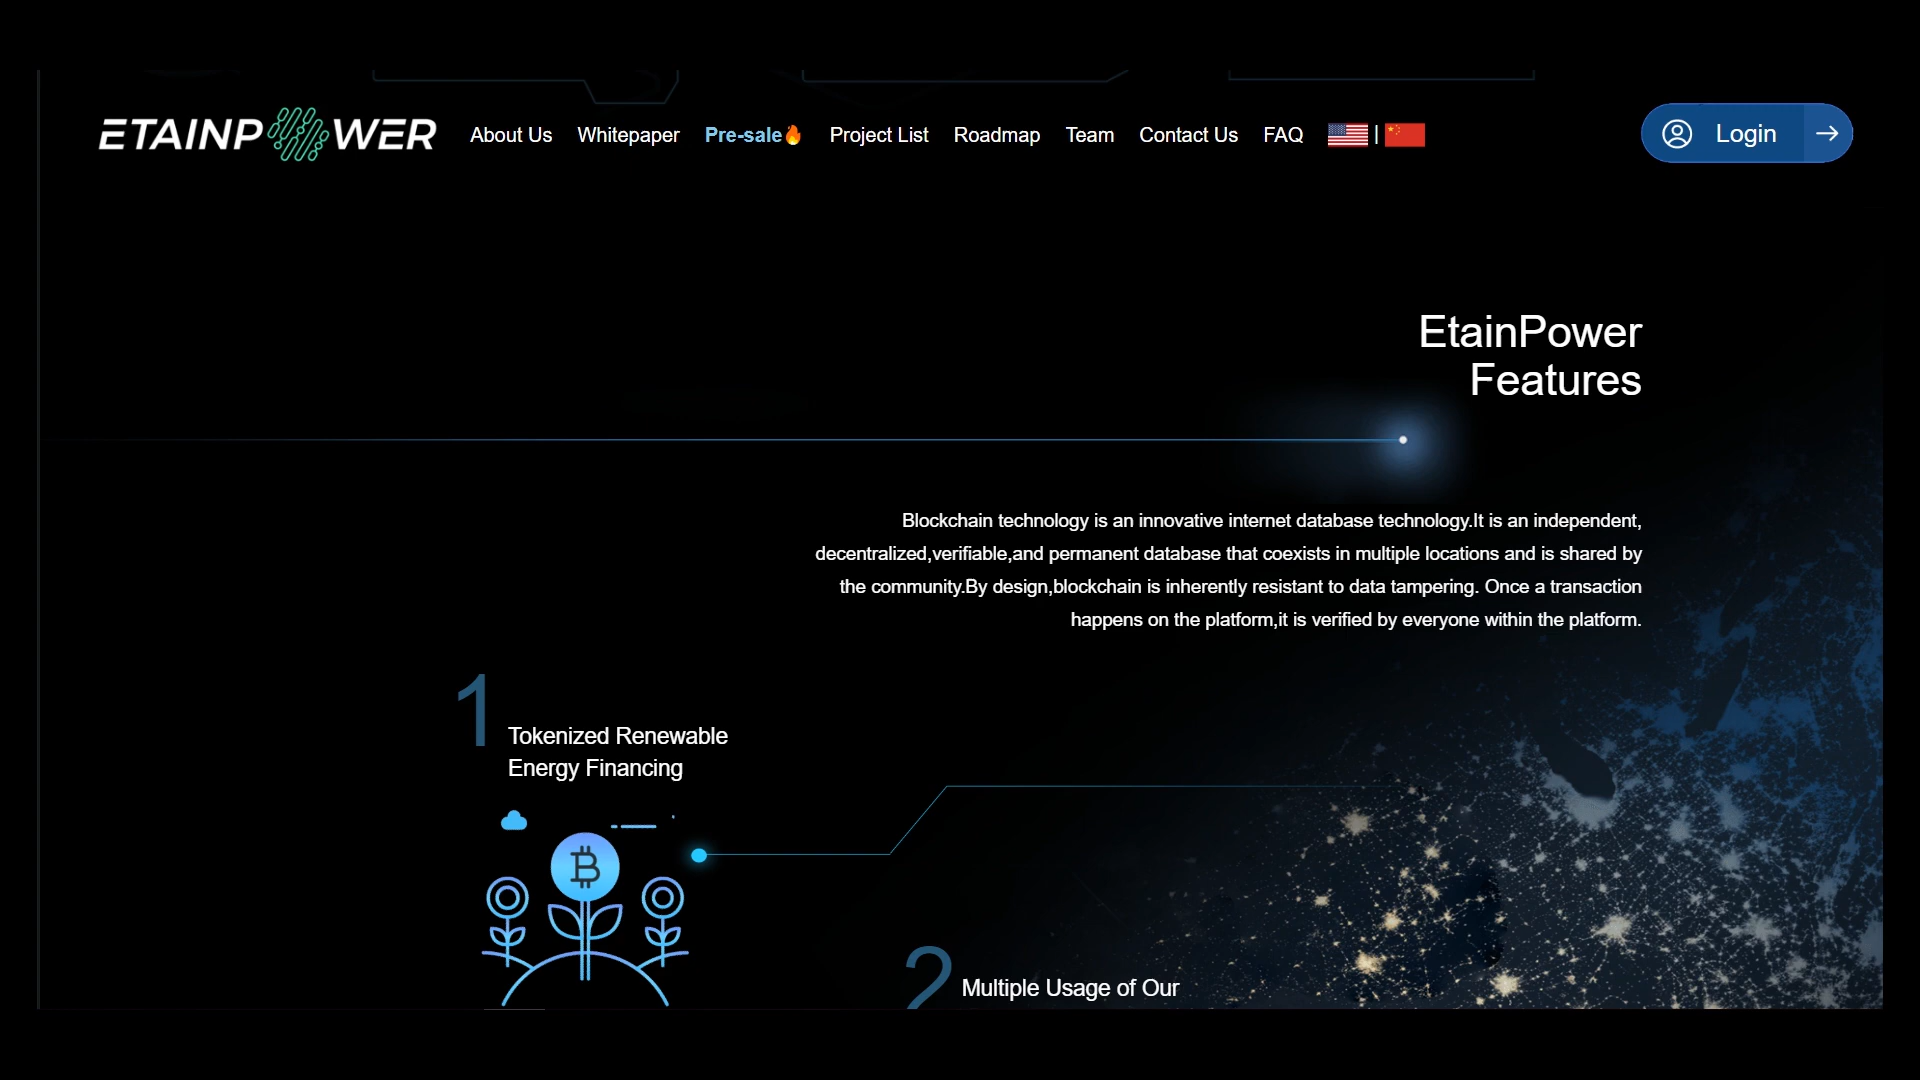 ETAINPOWER
About Us Whitepaper Pre-sale🔥 Project List Roadmap Team Contact Us FAQ | Login
EtainPower
Features
Blockchain technology is an innovative internet database technology.It is an independent,
decentralized,verifiable,and permanent database that coexists in multiple locations and is shared by
the community.By design,blockchain is inherently resistant to data tampering. Once a transaction
happens on the platform,it is verified by everyone within the platform.
1
Tokenized Renewable
Energy Financing
2
Multiple Usage of Our